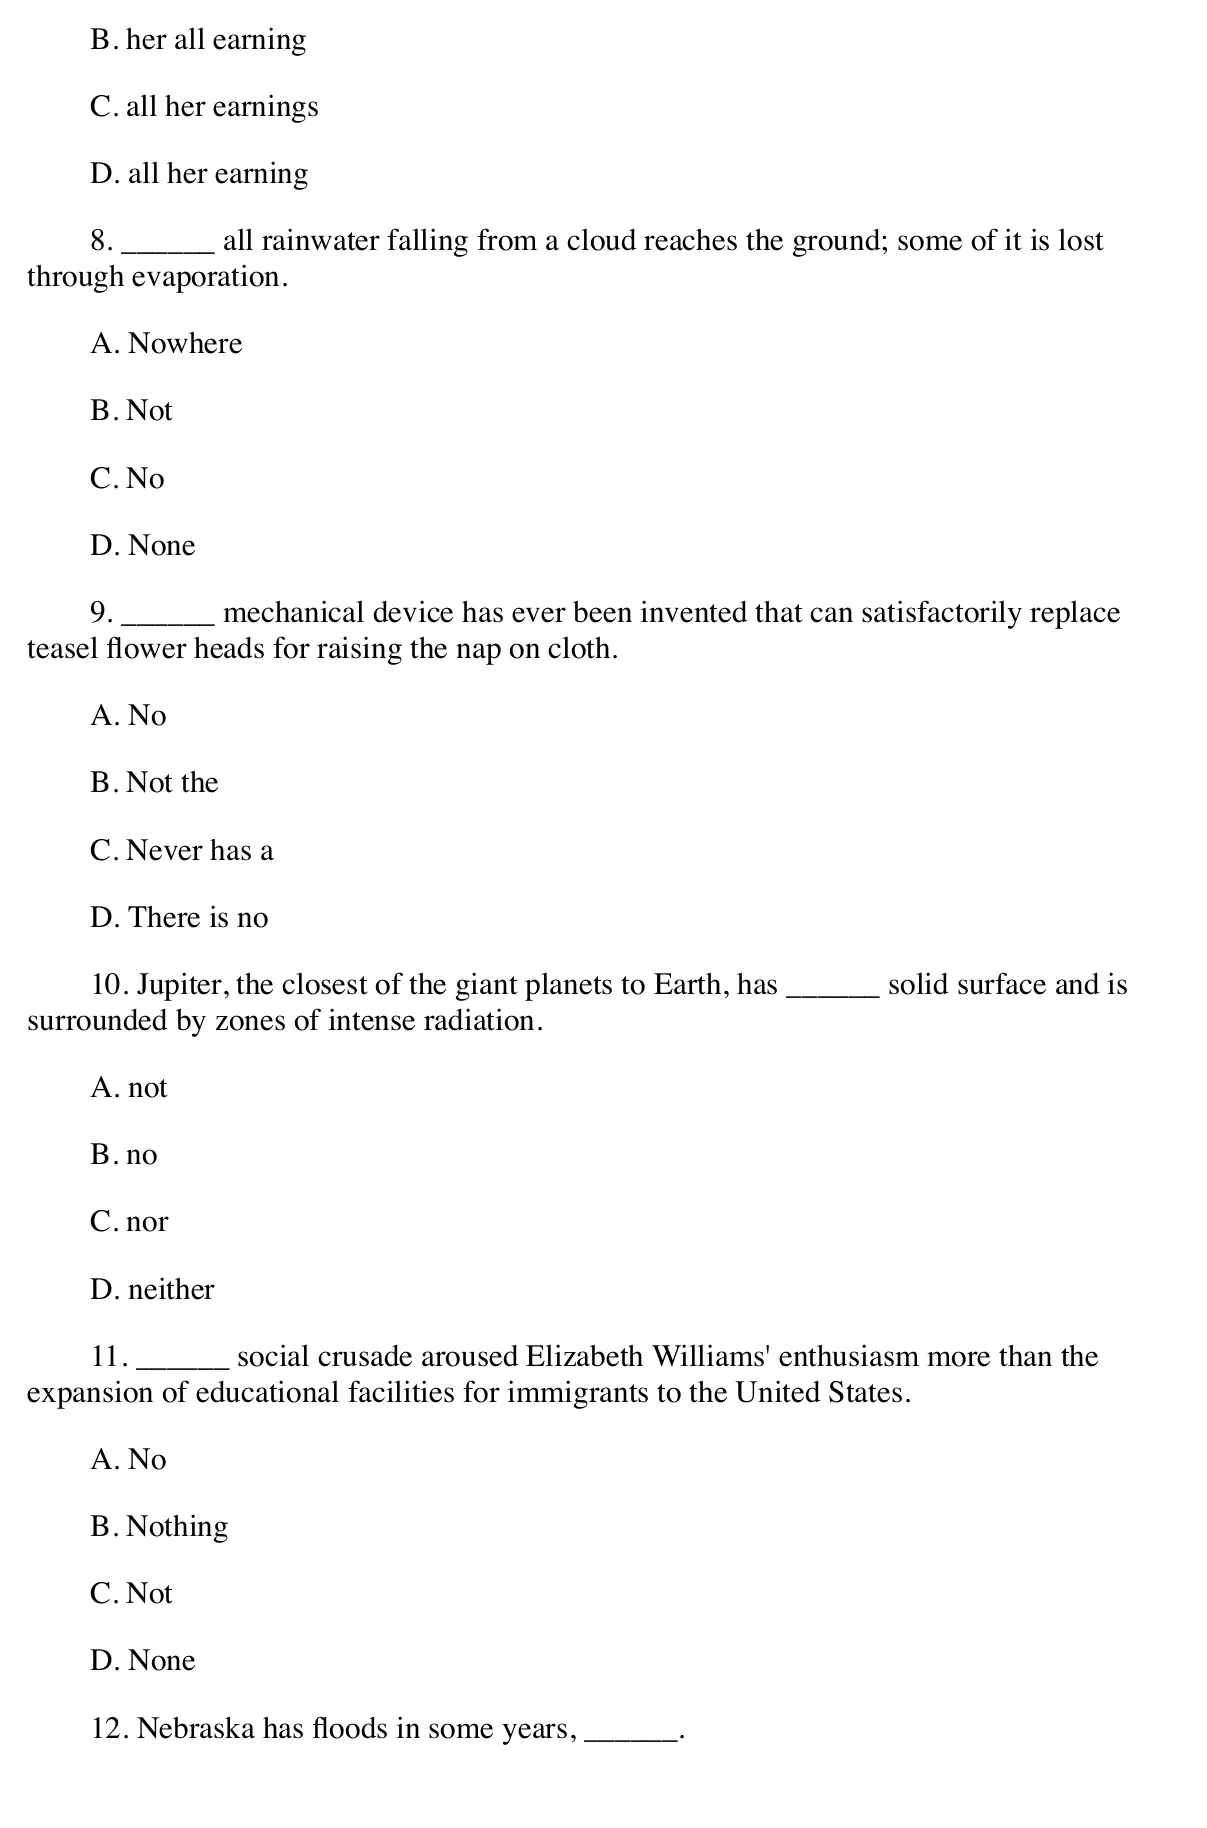 B. her all earning
C. all her earnings
D. all her earning
8. ______ all rainwater falling from a cloud reaches the ground; some of it is lost
through evaporation.
A. Nowhere
B. Not
C. No
D. None
9. ______ mechanical device has ever been invented that can satisfactorily replace
teasel flower heads for raising the nap on cloth.
A. No
B. Not the
C. Never has a
D. There is no
10. Jupiter, the closest of the giant planets to Earth, has ______ solid surface and is
surrounded by zones of intense radiation.
A. not
B. no
C. nor
D. neither
11. ______ social crusade aroused Elizabeth Williams' enthusiasm more than the
expansion of educational facilities for immigrants to the United States.
A. No
B. Nothing
C. Not
D. None
12. Nebraska has floods in some years, ______.